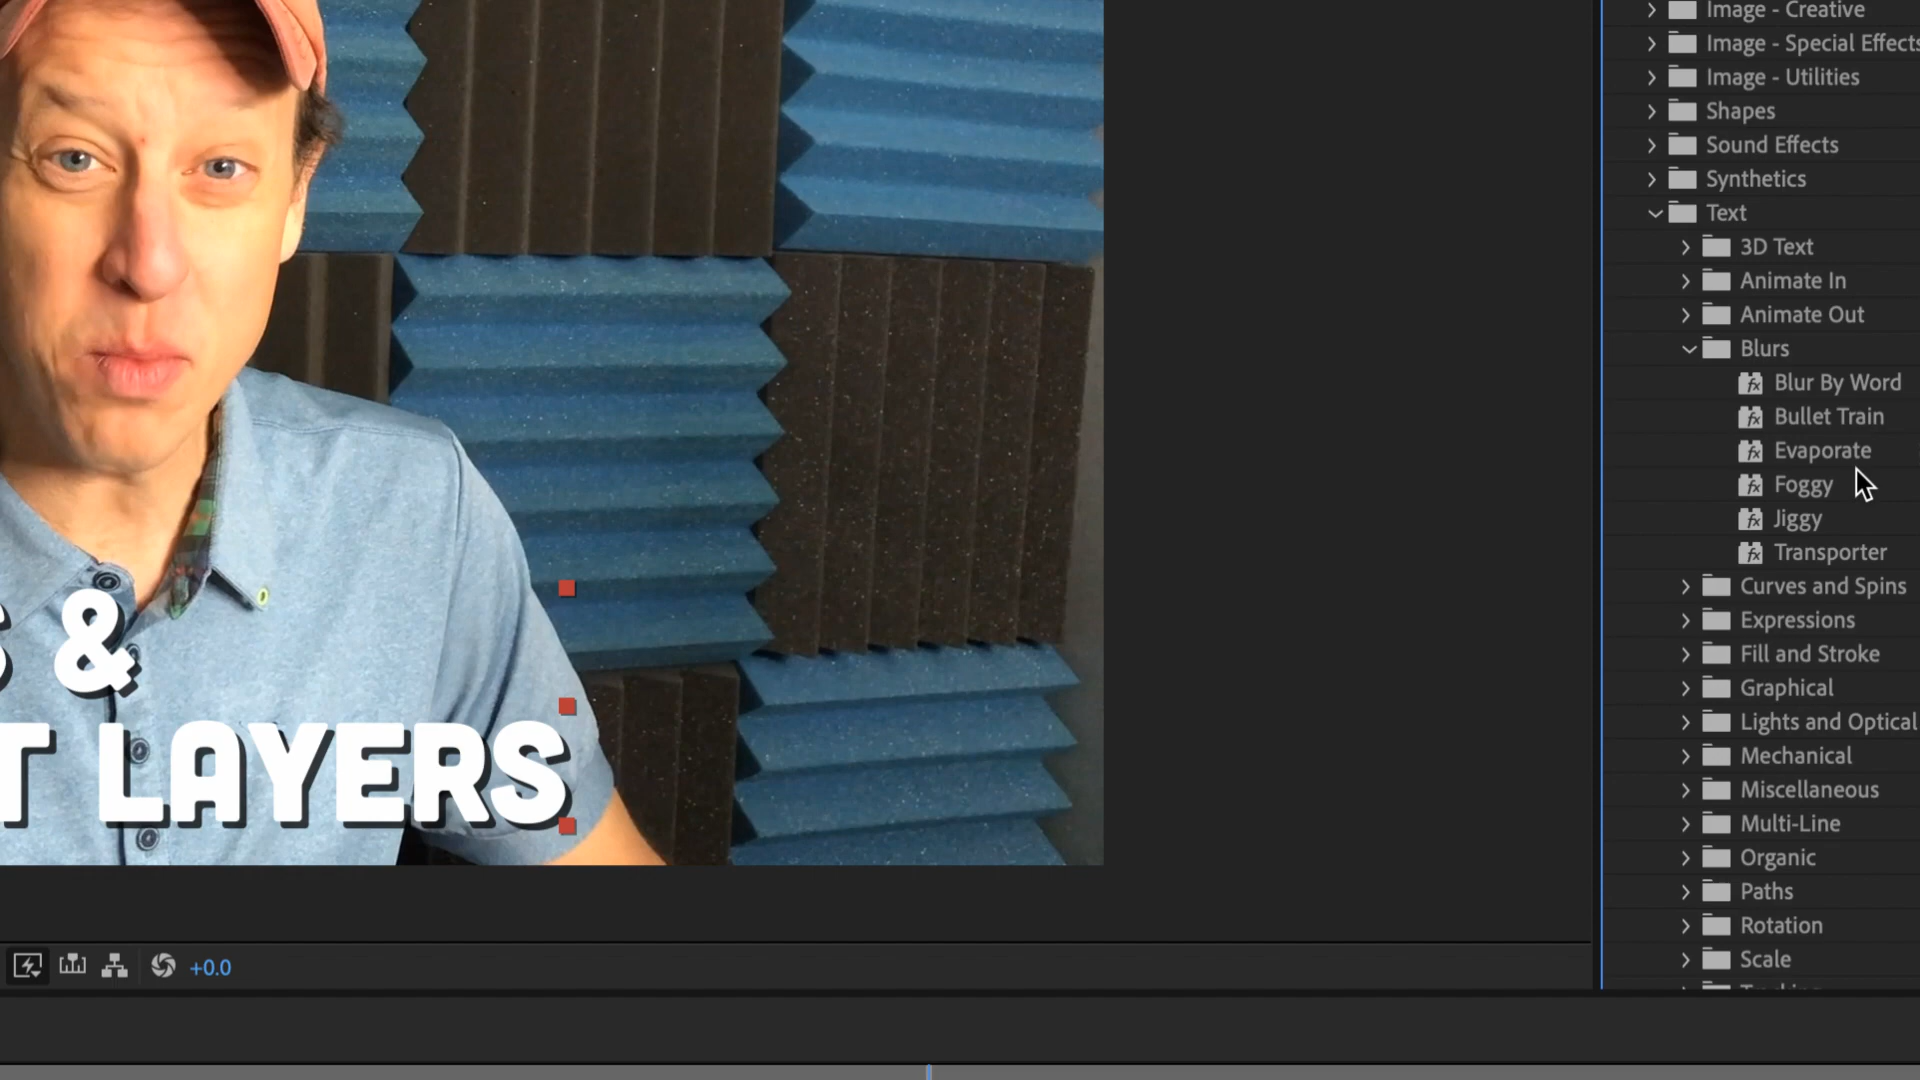 Image - Creative
Image - Special Effects
Image - Utilities
Shapes
Sound Effects
Synthetics
Text
3D Text
Animate In
Animate Out
Blurs
Blur By Word
Bullet Train
Evaporate
Foggy
Jiggy
Transporter
Curves and Spins
Expressions
Fill and Stroke
Graphical
Lights and Optical
Mechanical
Miscellaneous
Multi-Line
Organic
Paths
Rotation
Scale
S &
T LAYERS
+0.0